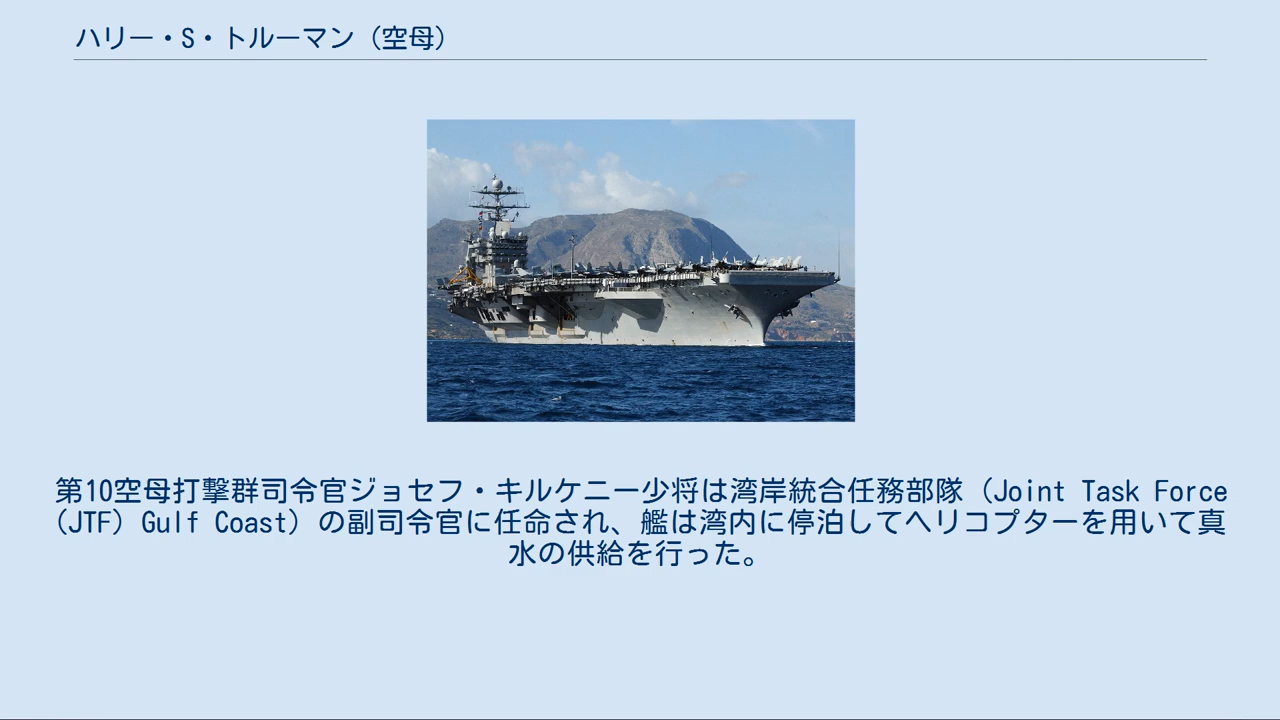 ハリー・S・トルーマン（空母）
第10空母打撃群司令官ジョセフ・キルケニー少将は湾岸統合任務部隊（Joint Task Force
（JTF）Gulf Coast）の副司令官に任命され、艦は湾内に停泊してヘリコプターを用いて真
水の供給を行った。